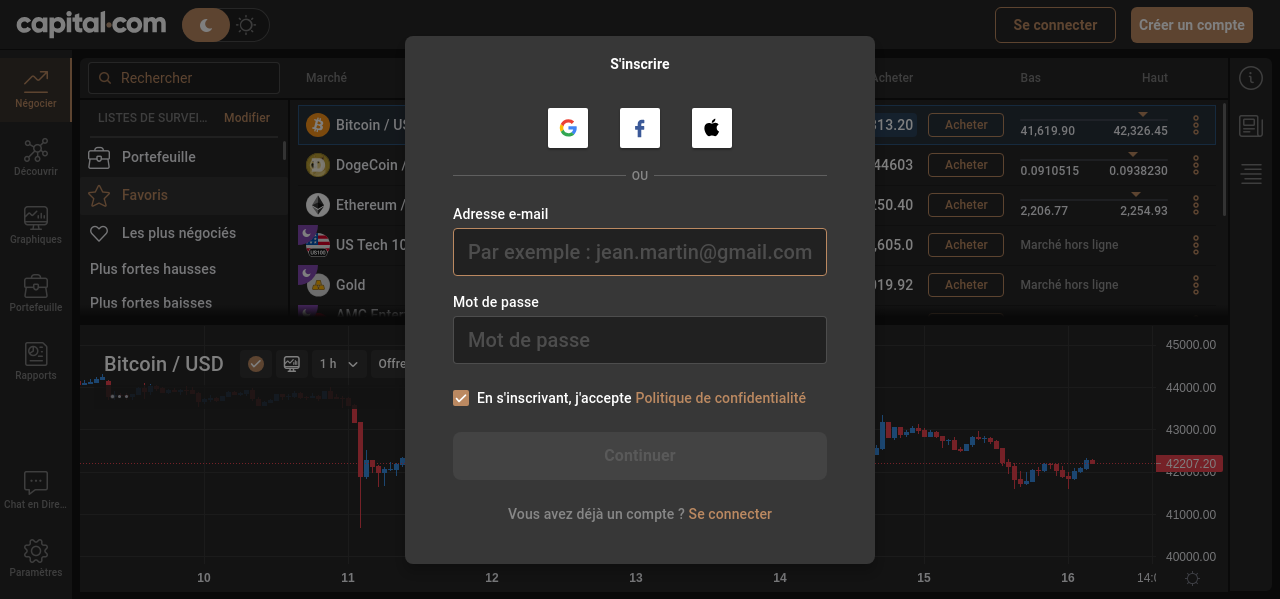 capital.com
Se connecter
Créer un compte
S'inscrire
Négocier
Rechercher
Marché
Acheter
Bas
Haut
LISTES DE SURVEI...
Modifier
Bitcoin / US
313.20
Acheter
41,619.90
42,326.45
Découvrir
Portefeuille
DogeCoin /
44603
Acheter
0.0910515
0.0938230
OU
Favoris
Ethereum /
250.40
Acheter
2,206.77
2,254.93
Adresse e-mail
Graphiques
Les plus négociés
US Tech 10
,605.0
Acheter
Marché hors ligne
Par exemple : jean.martin@gmail.com
Plus fortes hausses
Gold
019.92
Acheter
Marché hors ligne
Portefeuille
Plus fortes baisses
Mot de passe
AMC Enter
Mot de passe
Bitcoin / USD
1 h
Offre
45000.00
Rapports
44000.00
En s'inscrivant, j'accepte Politique de confidentialité
43000.00
Continuer
42207.20
42000.00
Chat en Dire...
Vous avez déjà un compte ? Se connecter
41000.00
40000.00
Paramètres
10
11
12
13
14
15
16
14:0